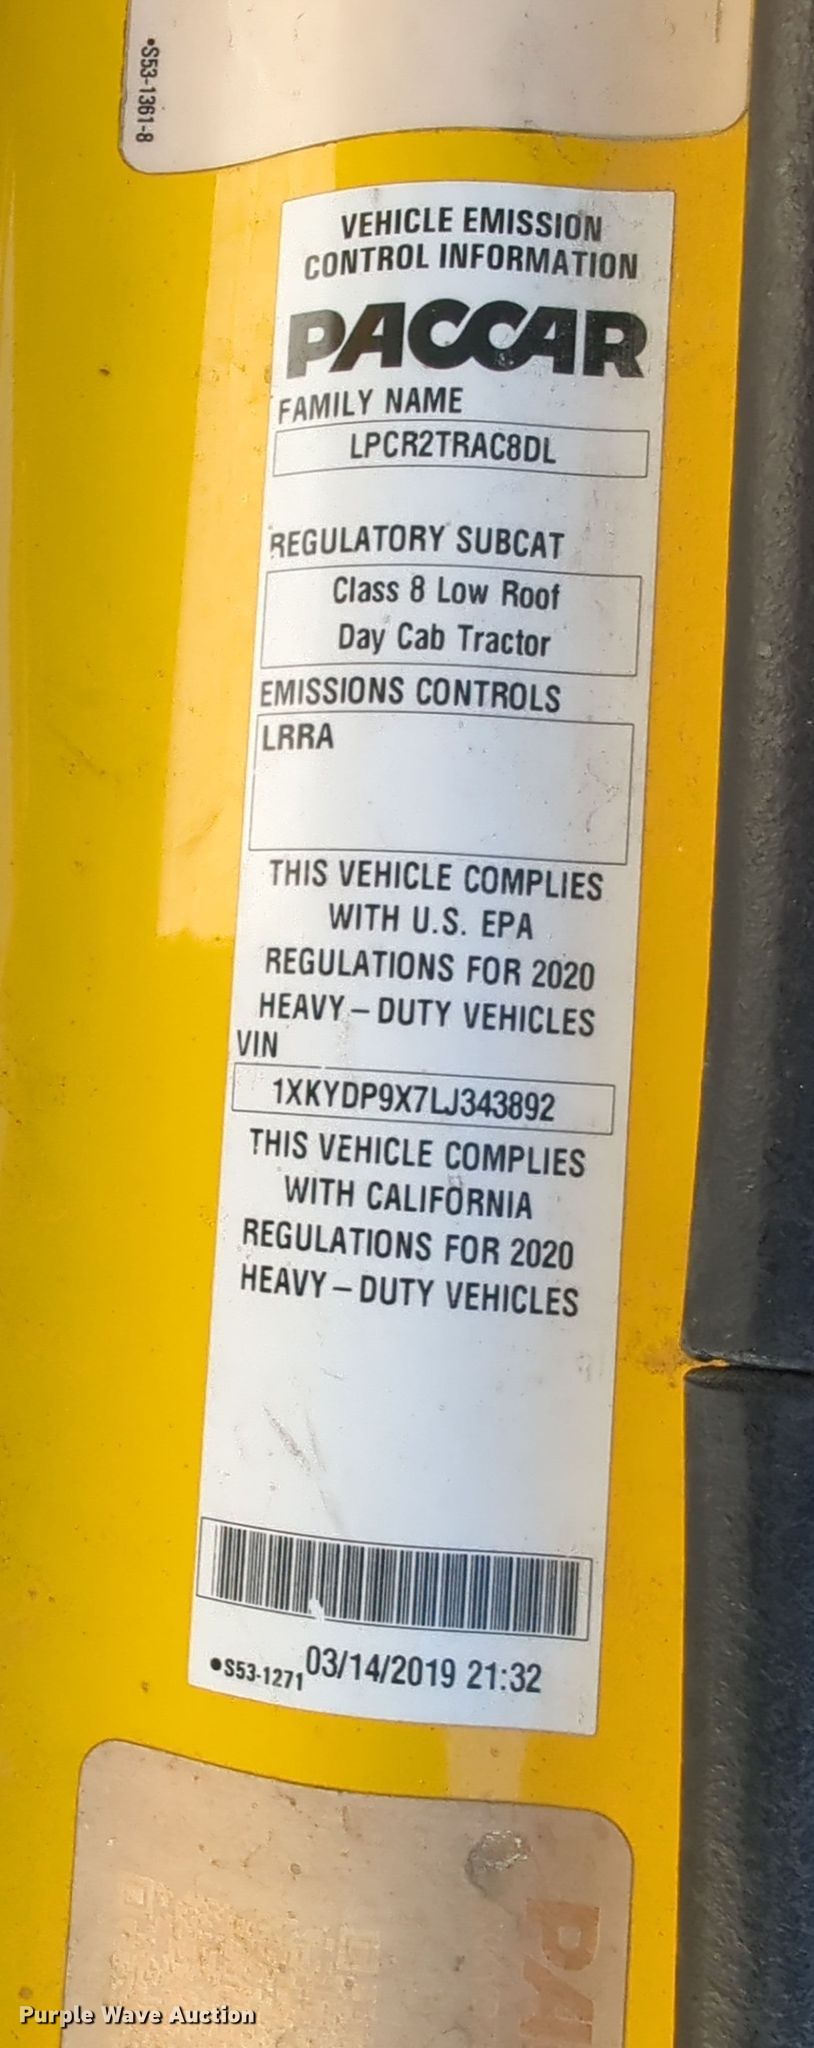 •S53-1361-8
VEHICLE EMISSION
CONTROL INFORMATION
PACCAR
FAMILY NAME
LPCR2TRAC8DL
REGULATORY SUBCAT
Class 8 Low Roof
Day Cab Tractor
EMISSIONS CONTROLS
LRRA
THIS VEHICLE COMPLIES
WITH U.S. EPA
REGULATIONS FOR 2020
HEAVY – DUTY VEHICLES
VIN
1XKYDP9X7LJ343892
THIS VEHICLE COMPLIES
WITH CALIFORNIA
REGULATIONS FOR 2020
HEAVY – DUTY VEHICLES
•S53-1271 03/14/2019 21:32
Purple Wave Auction